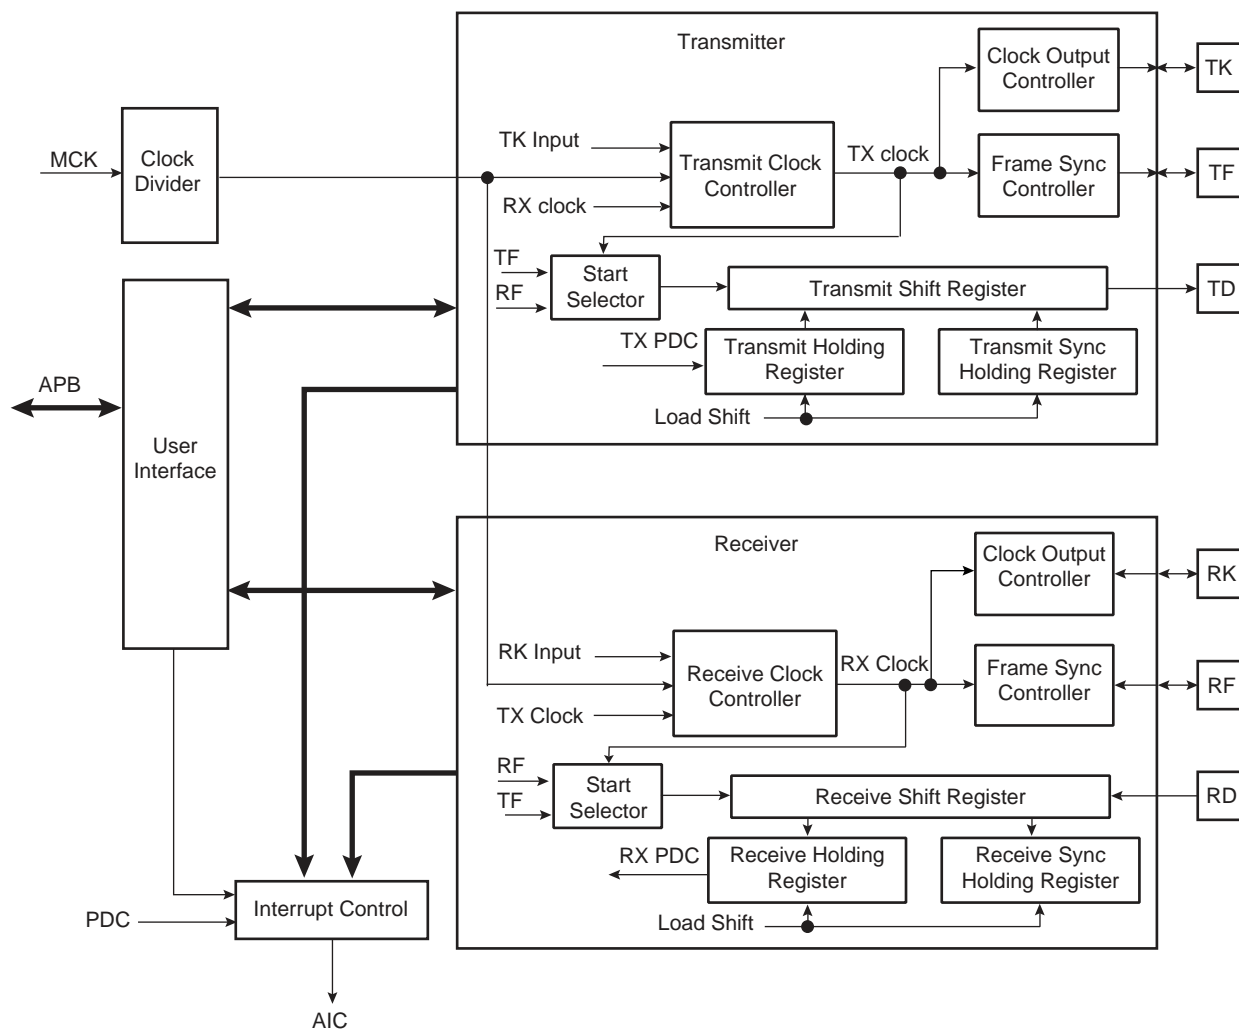 Transmitter
Clock Output
Controller
TK
MCK
Clock
Divider
TK Input
Transmit Clock
Controller
TX clock
Frame Sync
Controller
TF
RX clock
TF
RF
Start
Selector
Transmit Shift Register
TD
TX PDC
Transmit Holding
Register
Transmit Sync
Holding Register
Load Shift
APB
User
Interface
Receiver
Clock Output
Controller
RK
RK Input
Receive Clock
Controller
RX Clock
Frame Sync
Controller
RF
TX Clock
RF
TF
Start
Selector
Receive Shift Register
RD
RX PDC
Receive Holding
Register
Receive Sync
Holding Register
Load Shift
PDC
Interrupt Control
AIC